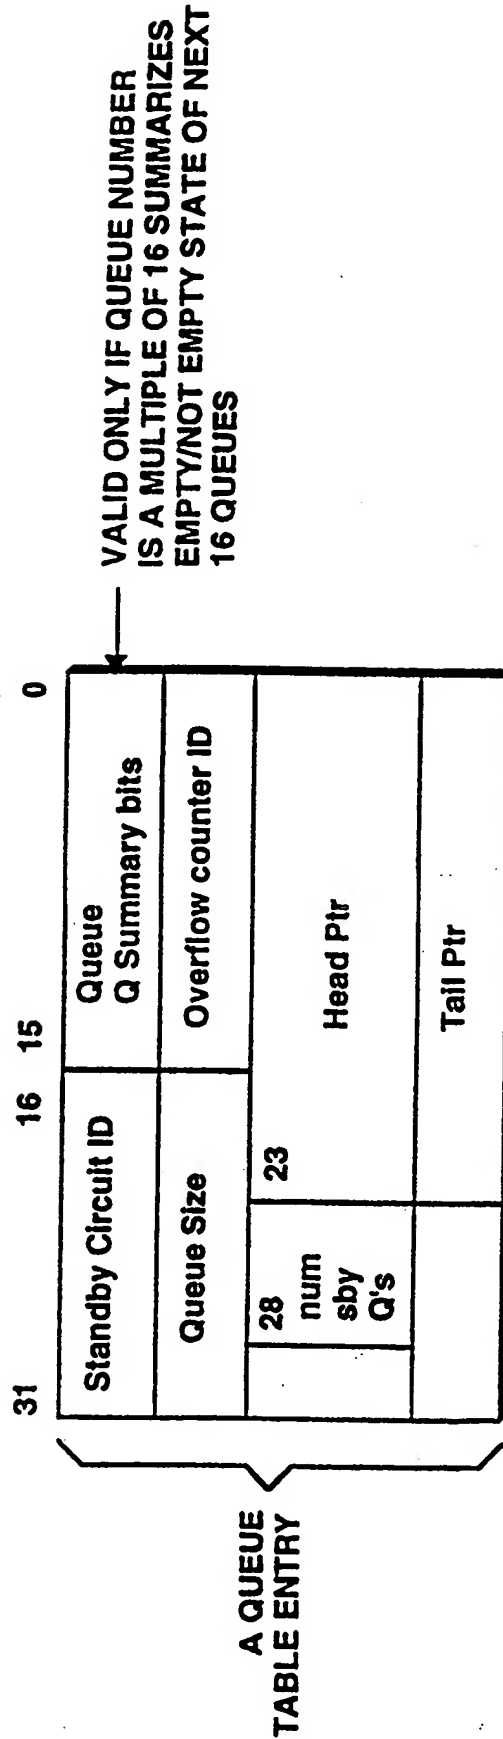 31
16
15
0
Standby Circuit ID
Queue
Q Summary bits
VALID ONLY IF QUEUE NUMBER
IS A MULTIPLE OF 16 SUMMARIZES
EMPTY/NOT EMPTY STATE OF NEXT
16 QUEUES
Queue Size
Overflow counter ID
A QUEUE
TABLE ENTRY
28
num
sby
Q's
23
Head Ptr
Tail Ptr